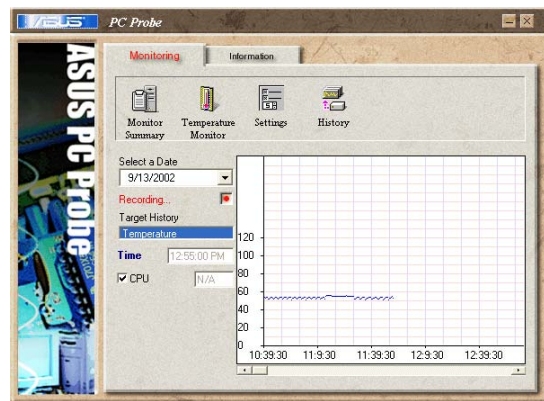 ASUS PC Probe
Monitoring Information
Monitor Summary
Temperature Monitor
Settings
History
Select a Date
9/13/2002
Recording...
Target History
Temperature
Time 12:55:00 PM
CPU N/A
120
100
80
60
40
20
0
10:39:30 11:9:30 11:39:30 12:9:30 12:39:30
ASUS PC Probe